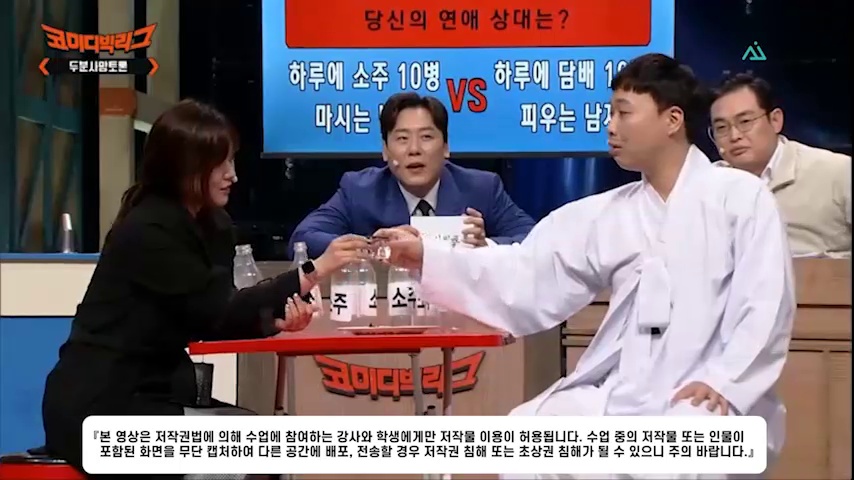 코미디빅리그
두분사망토론
당신의 연애 상대는?
하루에 소주 10병
마시는
VS
하루에 담배
피우는 남자
소주
코미디빅리그
『본 영상은 저작권법에 의해 수업에 참여하는 강사와 학생에게만 저작물 이용이 허용됩니다. 수업 중의 저작물 또는 인물이
포함된 화면을 무단 캡처하여 다른 공간에 배포, 전송할 경우 저작권 침해 또는 초상권 침해가 될 수 있으니 주의 바랍니다.』